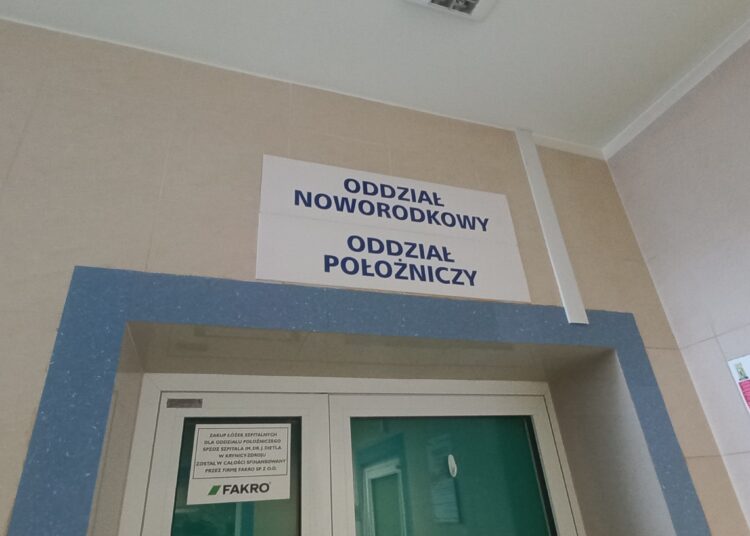 ODDZIAŁ
NOWORODKOWY
ODDZIAŁ
POŁOŻNICZY
ZAKUP ŁÓŻEK SZPITALNYCH
DLA ODDZIAŁU POŁOŻNICZEGO
SPZOZ SZPITALA IM. DR. J. DIETLA
W KRYNICY-ZDROJU
ZOSTAŁ W CAŁOŚCI SFINANSOWANY
PRZEZ FIRMĘ FAKRO SP. Z O.O.
FAKRO